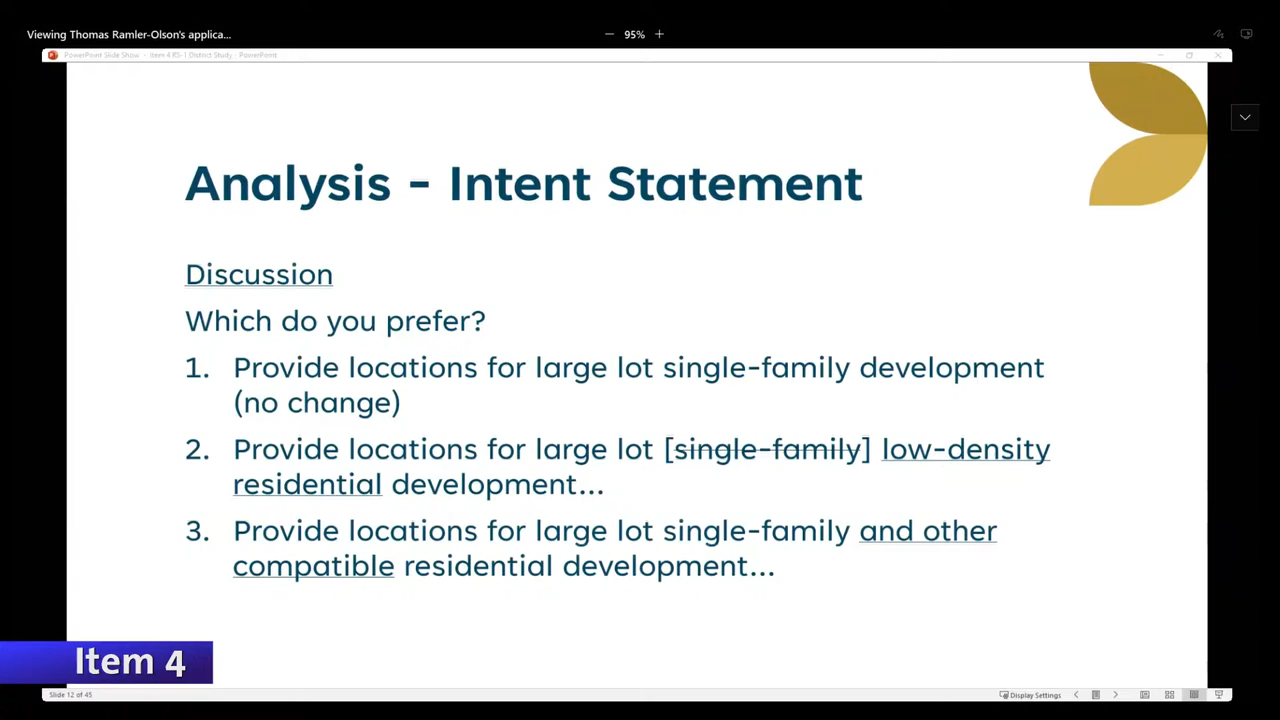 Viewing Thomas Ramler-Olson's applica...
95%
PowerPoint Slide Show - Item 4 RS-1 District Study - PowerPoint
Analysis - Intent Statement
Discussion
Which do you prefer?
1. Provide locations for large lot single-family development
(no change)
2. Provide locations for large lot [single-family] low-density
residential development...
3. Provide locations for large lot single-family and other
compatible residential development...
Item 4
Slide 12 of 45
Display Settings